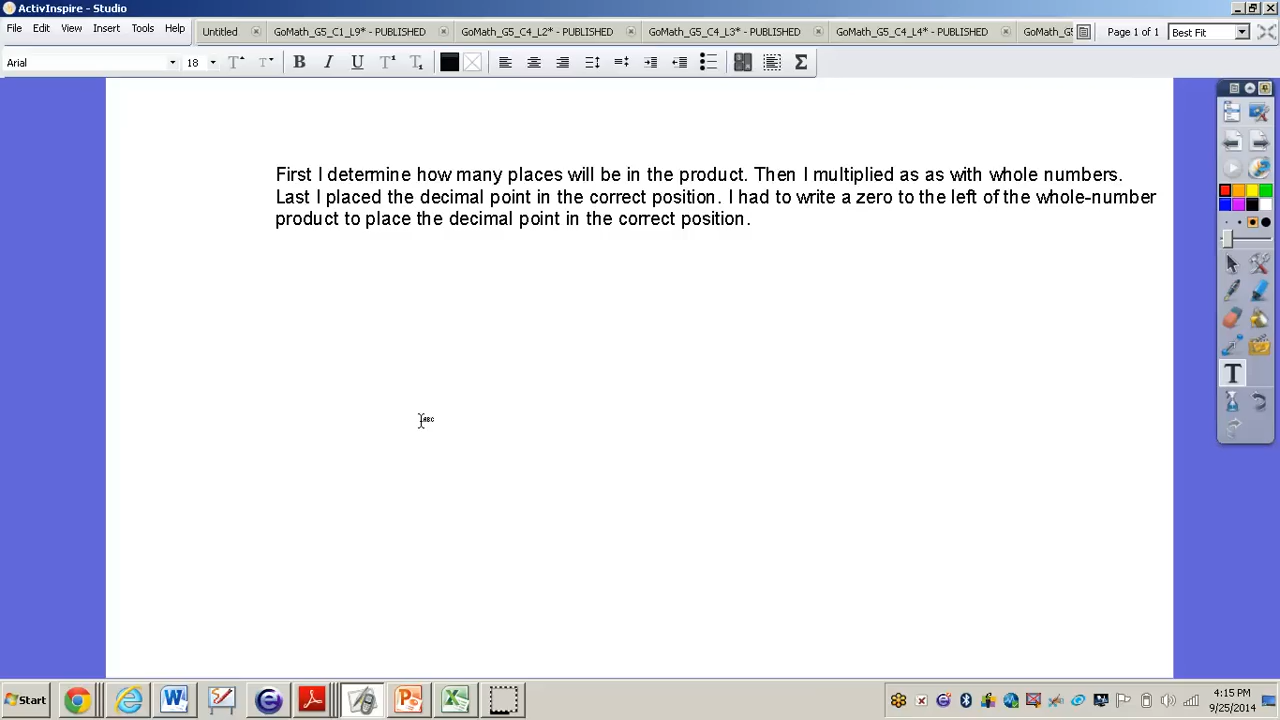 ActivInspire - Studio
File Edit View Insert Tools Help
Untitled GoMath_G5_C1_L9* - PUBLISHED GoMath_G5_C4_L2 PUBLISHED GoMath_G5_C4_L3* - PUBLISHED GoMath_G5_C4_L4* - PUBLISHED Page 1 of 1 Best Fit
Arial 18 B I U
First I determine how many places will be in the product. Then I multiplied as as with whole numbers.
Last I placed the decimal point in the correct position. I had to write a zero to the left of the whole-number
product to place the decimal point in the correct position.
ABC
T
Start
4:15 PM
9/25/2014